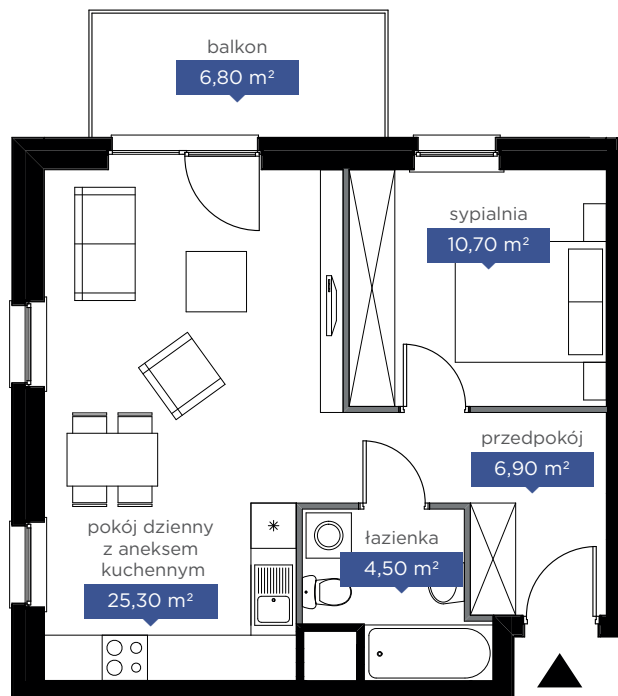 balkon
6,80 m²
sypialnia
10,70 m²
przedpokój
6,90 m²
łazienka
4,50 m²
pokój dzienny
z aneksem
kuchennym
25,30 m²